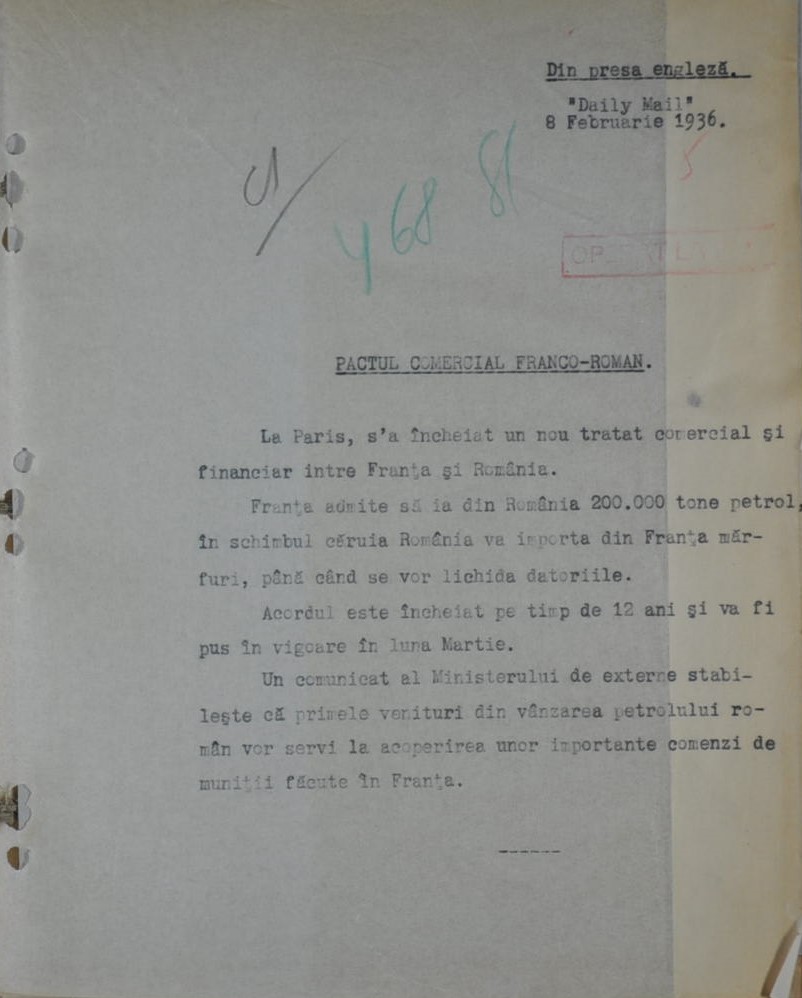 Din presa engleză.
"Daily Mail"
8 Februarie 1936.
5
468 81
PACTUL COMERCIAL FRANCO-ROMAN.
La Paris, s'a încheiat un nou tratat comercial şi
financiar intre Franţa şi România.
Franţa admite să ia din România 200.000 tone petrol,
în schimbul căruia România va importa din Franţa măr-
furi, până când se vor lichida datoriile.
Acordul este încheiat pe timp de 12 ani şi va fi
pus în vigoare în luna Martie.
Un comunicat al Ministerului de externe stabi-
leşte că primele venituri din vânzarea petrolului ro-
mân vor servi la acoperirea unor importante comenzi de
muniţii făcute în Franţa.